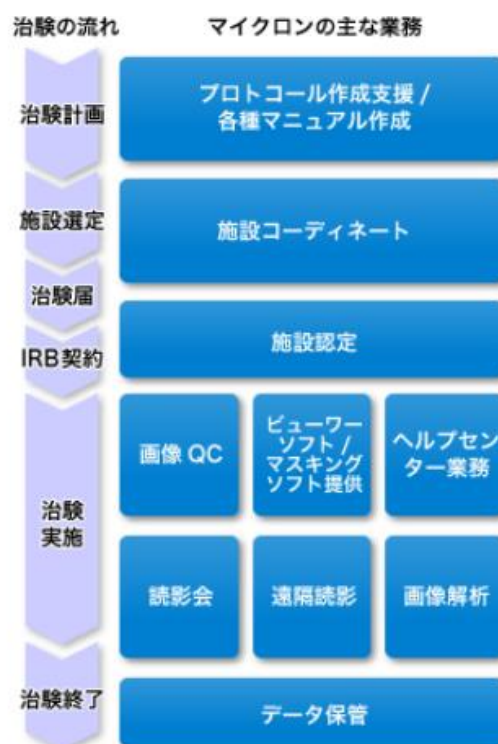 治験の流れ
マイクロンの主な業務
治験計画
プロトコール作成支援 /
各種マニュアル作成
施設選定
施設コーディネート
治験届
IRB契約
施設認定
治験
実施
画像 QC
ビューワー
ソフト /
マスキング
ソフト提供
ヘルプセン
ター業務
読影会
遠隔読影
画像解析
治験終了
データ保管